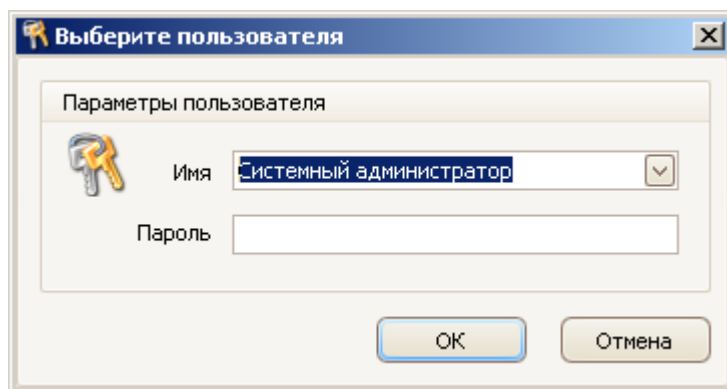 Выберите пользователя
Параметры пользователя
Имя
Системный администратор
Пароль
ОК
Отмена